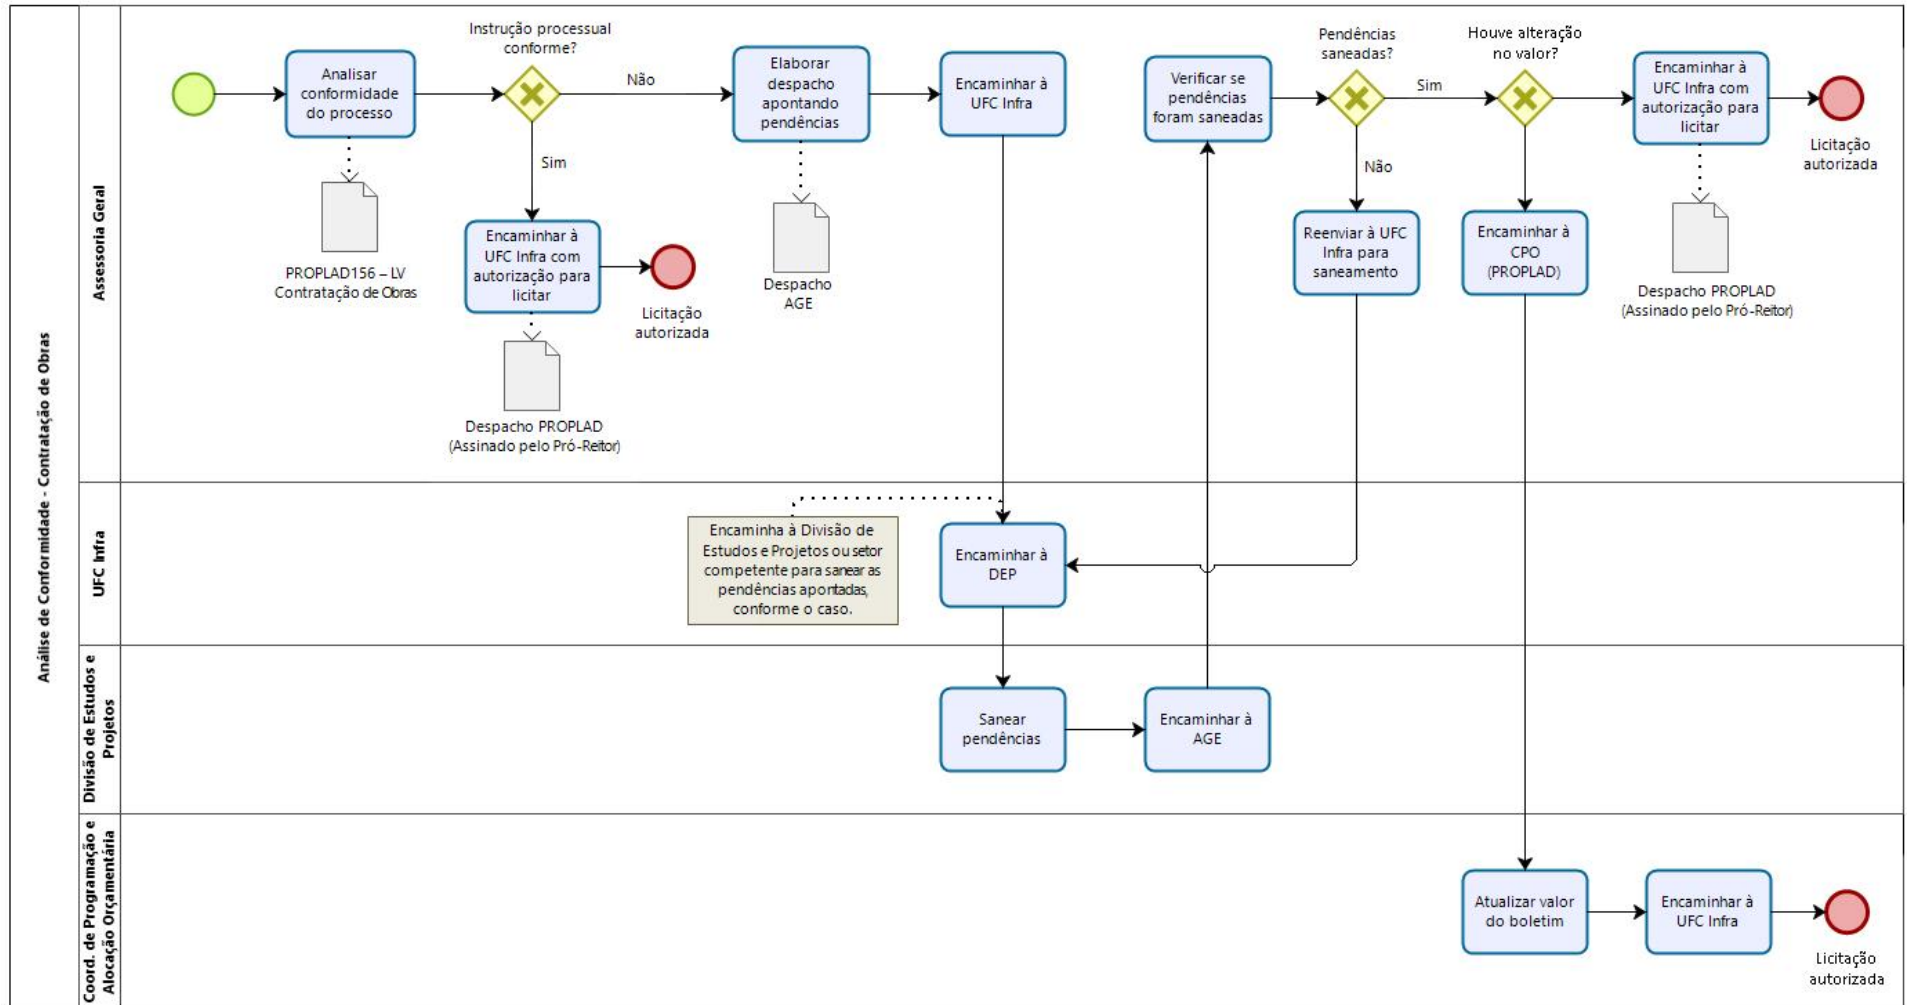 Análise de Conformidade - Contratação de Obras
Assessoria Geral
Analisar
conformidade
do processo
PROPLAD156 – LV
Contratação de Obras
Instrução processual
conforme?
Não
Sim
Encaminhar à
UFC Infra com
autorização para
licitar
Licitação
autorizada
Despacho PROPLAD
(Assinado pelo Pró-Reitor)
Elaborar
despacho
apontando
pendências
Despacho
AGE
Encaminhar à
UFC Infra
Verificar se
pendências
foram saneadas
Pendências
saneadas?
Sim
Não
Reenviar à UFC
Infra para
saneamento
Houve alteração
no valor?
Encaminhar à
CPO
(PROPLAD)
Encaminhar à
UFC Infra com
autorização para
licitar
Licitação
autorizada
Despacho PROPLAD
(Assinado pelo Pró-Reitor)
UFC Infra
Encaminha à Divisão de
Estudos e Projetos ou setor
competente para sanear as
pendências apontadas,
conforme o caso.
Encaminhar à
DEP
Divisão de Estudos e
Projetos
Sanear
pendências
Encaminhar à
AGE
Coord. de Programação e
Alocação Orçamentária
Atualizar valor
do boletim
Encaminhar à
UFC Infra
Licitação
autorizada